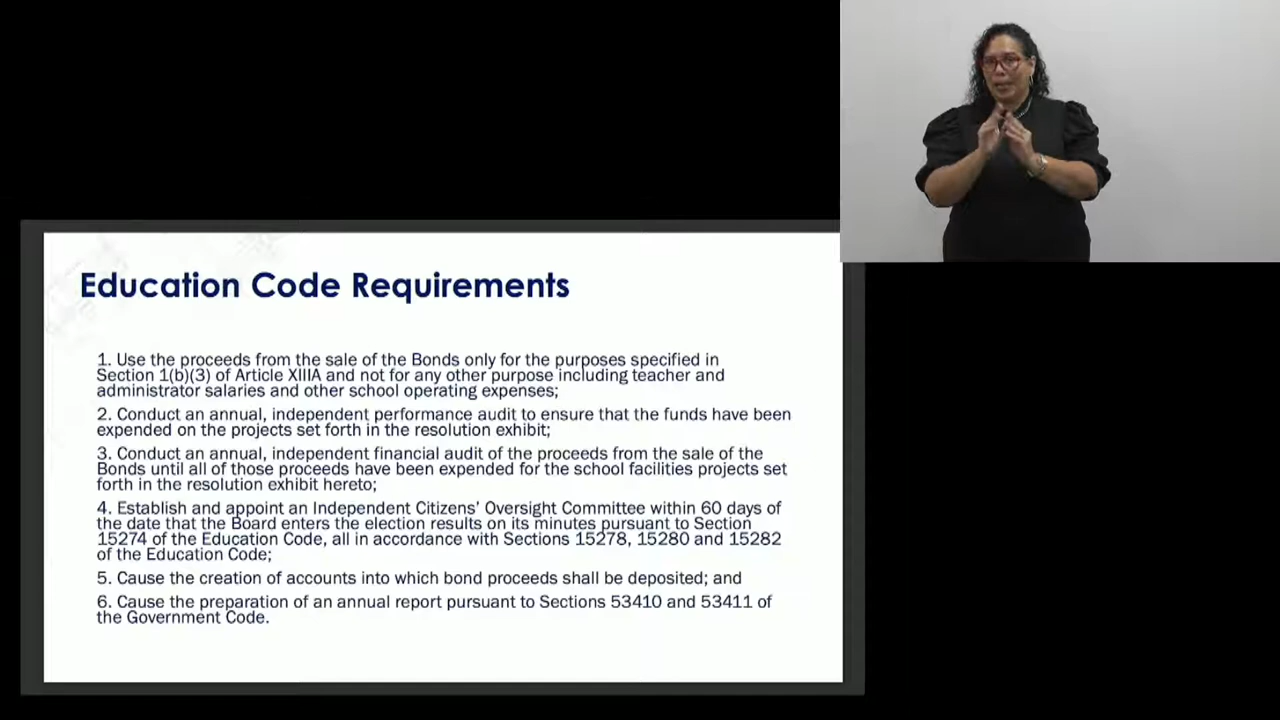 Education Code Requirements
1. Use the proceeds from the sale of the Bonds only for the purposes specified in
Section 1(b)(3) of Article XIIIA and not for any other purpose including teacher and
administrator salaries and other school operating expenses;
2. Conduct an annual, independent performance audit to ensure that the funds have been
expended on the projects set forth in the resolution exhibit;
3. Conduct an annual, independent financial audit of the proceeds from the sale of the
Bonds until all of those proceeds have been expended for the school facilities projects set
forth in the resolution exhibit hereto;
4. Establish and appoint an Independent Citizens’ Oversight Committee within 60 days of
the date that the Board enters the election results on its minutes pursuant to Section
15274 of the Education Code, all in accordance with Sections 15278, 15280 and 15282
of the Education Code;
5. Cause the creation of accounts into which bond proceeds shall be deposited; and
6. Cause the preparation of an annual report pursuant to Sections 53410 and 53411 of
the Government Code.